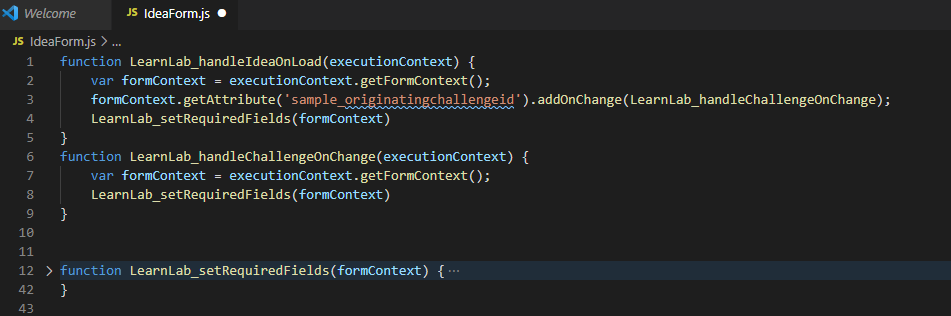 Welcome
JS IdeaForm.js ●
JS IdeaForm.js > ...
1 function LearnLab_handleIdeaOnLoad(executionContext) {
2 var formContext = executionContext.getFormContext();
3 formContext.getAttribute('sample_originatingchallengeid').addOnChange(LearnLab_handleChallengeOnChange);
4 LearnLab_setRequiredFields(formContext)
5 }
6 function LearnLab_handleChallengeOnChange(executionContext) {
7 var formContext = executionContext.getFormContext();
8 LearnLab_setRequiredFields(formContext)
9 }
10
11
12 > function LearnLab_setRequiredFields(formContext) { ···
42 }
43